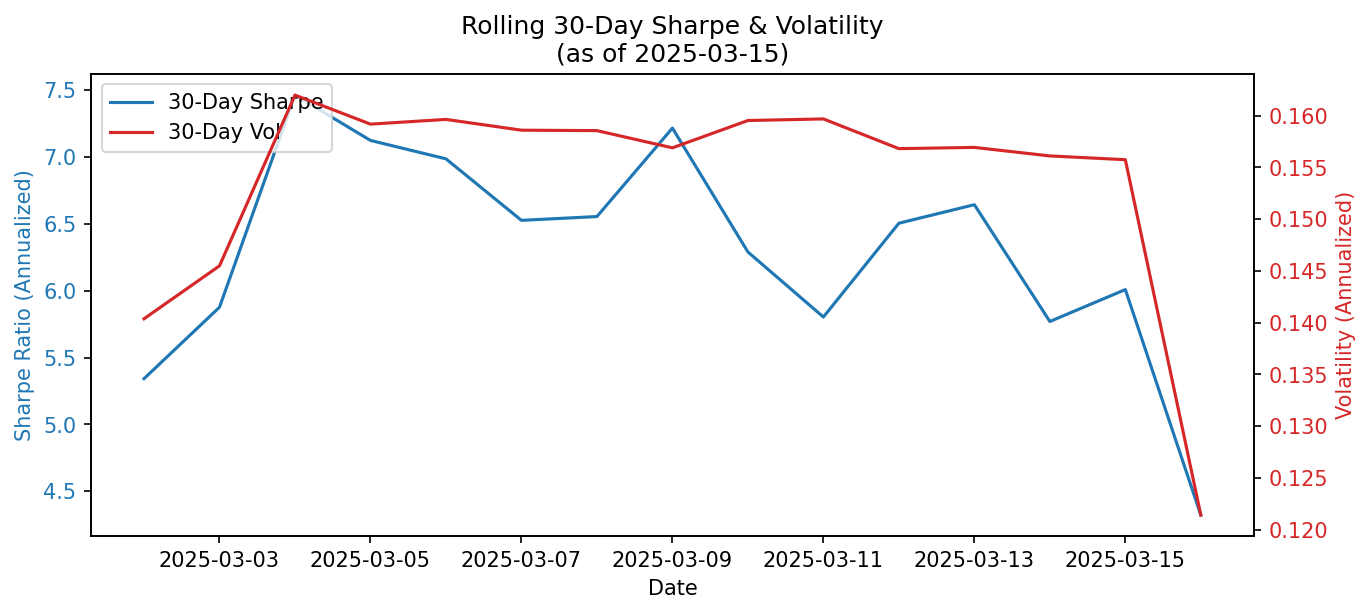 Rolling 30-Day Sharpe & Volatility
(as of 2025-03-15)
30-Day Sharpe
30-Day Vol
Sharpe Ratio (Annualized)
7.5
7.0
6.5
6.0
5.5
5.0
4.5
0.160
0.155
0.150
0.145
0.140
0.135
0.130
0.125
0.120
Volatility (Annualized)
2025-03-03 2025-03-05 2025-03-07 2025-03-09 2025-03-11 2025-03-13 2025-03-15
Date